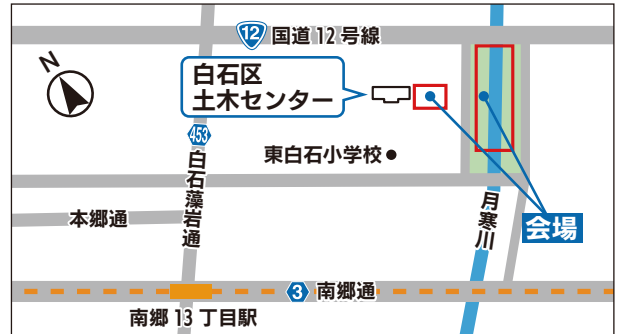 12 国道12号線
N
白石区
土木センター
453
白石藻岩通
東白石小学校
本郷通
月寒川
会場
3 南郷通
南郷13丁目駅